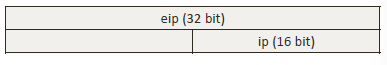 eip (32 bit)
ip (16 bit)